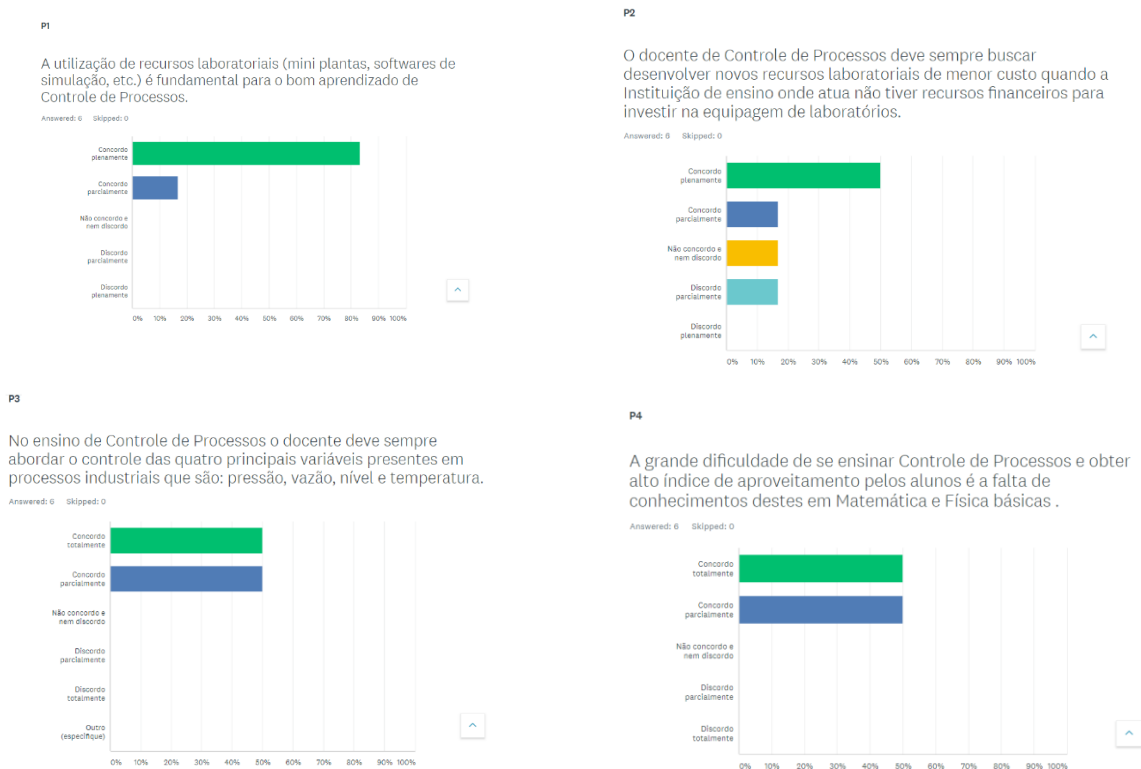 P1
A utilização de recursos laboratoriais (mini plantas, softwares de
simulação, etc.) é fundamental para o bom aprendizado de
Controle de Processos.
Answered: 6 Skipped: 0
Concordo
plenamente
Concordo
parcialmente
Não concordo e
nem discordo
Discordo
parcialmente
Discordo
plenamente
0% 10% 20% 30% 40% 50% 60% 70% 80% 90% 100%
P2
O docente de Controle de Processos deve sempre buscar
desenvolver novos recursos laboratoriais de menor custo quando a
Instituição de ensino onde atua não tiver recursos financeiros para
investir na equipagem de laboratórios.
Answered: 6 Skipped: 0
Concordo
plenamente
Concordo
parcialmente
Não concordo e
nem discordo
Discordo
parcialmente
Discordo
plenamente
0% 10% 20% 30% 40% 50% 60% 70% 80% 90% 100%
P3
No ensino de Controle de Processos o docente deve sempre
abordar o controle das quatro principais variáveis presentes em
processos industriais que são: pressão, vazão, nível e temperatura.
Answered: 6 Skipped: 0
Concordo
totalmente
Concordo
parcialmente
Não concordo e
nem discordo
Discordo
parcialmente
Discordo
totalmente
Outro
(especifique)
0% 10% 20% 30% 40% 50% 60% 70% 80% 90% 100%
P4
A grande dificuldade de se ensinar Controle de Processos e obter
alto índice de aproveitamento pelos alunos é a falta de
conhecimentos destes em Matemática e Física básicas .
Answered: 6 Skipped: 0
Concordo
totalmente
Concordo
parcialmente
Não concordo e
nem discordo
Discordo
parcialmente
Discordo
totalmente
0% 10% 20% 30% 40% 50% 60% 70% 80% 90% 100%